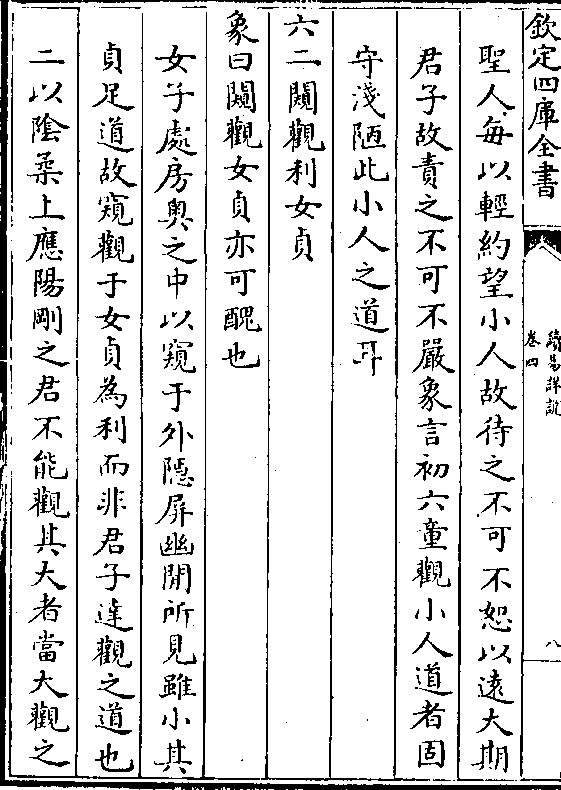 欽定四庫全書
讀易詳說
卷四
八
聖人每以輕約望小人故待之不可不恕以遠大期
君子故責之不可不嚴象言初六童觀小人道者固
守淺陋此小人之道耳
六二闚觀利女貞
象曰闚觀女貞亦可醜也
女子處房奥之中以窺于外隠屏幽閒所見雖小其
貞足道故窺觀于女貞為利而非君子達觀之道也
二以陰柔上應陽剛之君不能觀其大者當大觀之